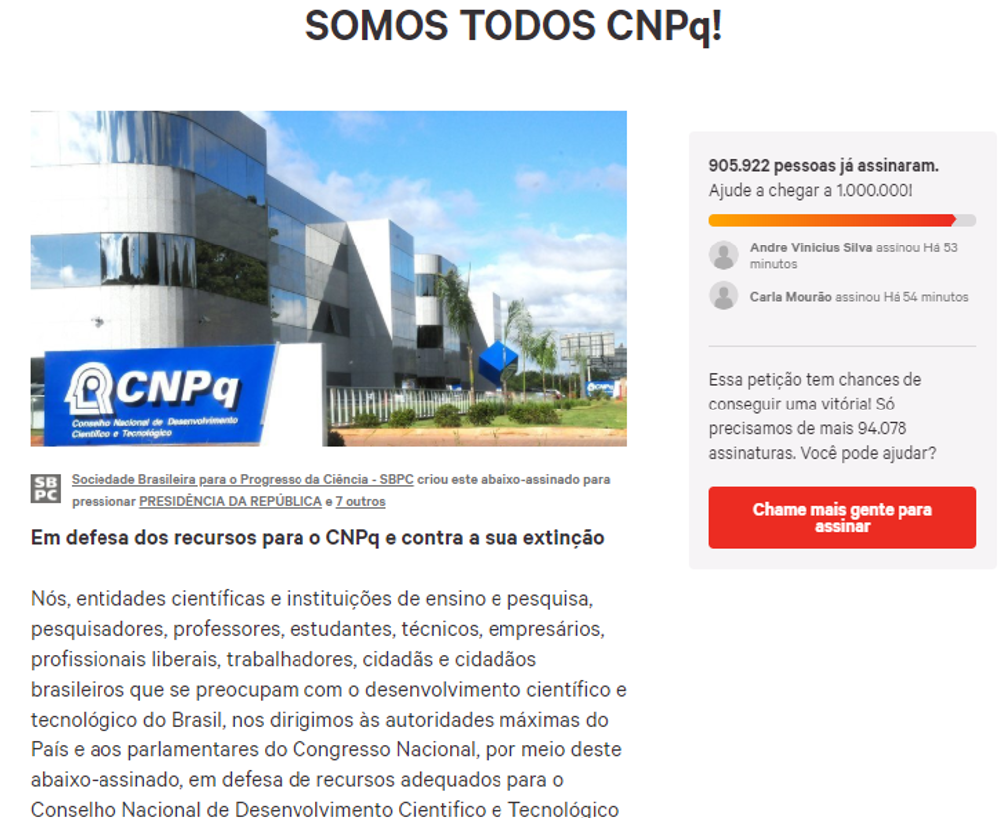 SOMOS TODOS CNPq!
CNPq
Conselho Nacional de Desenvolvimento
Científico e Tecnológico
905.922 pessoas já assinaram.
Ajude a chegar a 1.000.000!
Andre Vinicius Silva assinou Há 53
minutos
Carla Mourão assinou Há 54 minutos
Essa petição tem chances de
conseguir uma vitória! Só
precisamos de mais 94.078
assinaturas. Você pode ajudar?
Chame mais gente para
assinar
SB
PC
Sociedade Brasileira para o Progresso da Ciência - SBPC criou este abaixo-assinado para
pressionar PRESIDÊNCIA DA REPÚBLICA e 7 outros
Em defesa dos recursos para o CNPq e contra a sua extinção
Nós, entidades científicas e instituições de ensino e pesquisa,
pesquisadores, professores, estudantes, técnicos, empresários,
profissionais liberais, trabalhadores, cidadãs e cidadãos
brasileiros que se preocupam com o desenvolvimento científico e
tecnológico do Brasil, nos dirigimos às autoridades máximas do
País e aos parlamentares do Congresso Nacional, por meio deste
abaixo-assinado, em defesa de recursos adequados para o
Conselho Nacional de Desenvolvimento Cientifico e Tecnológico